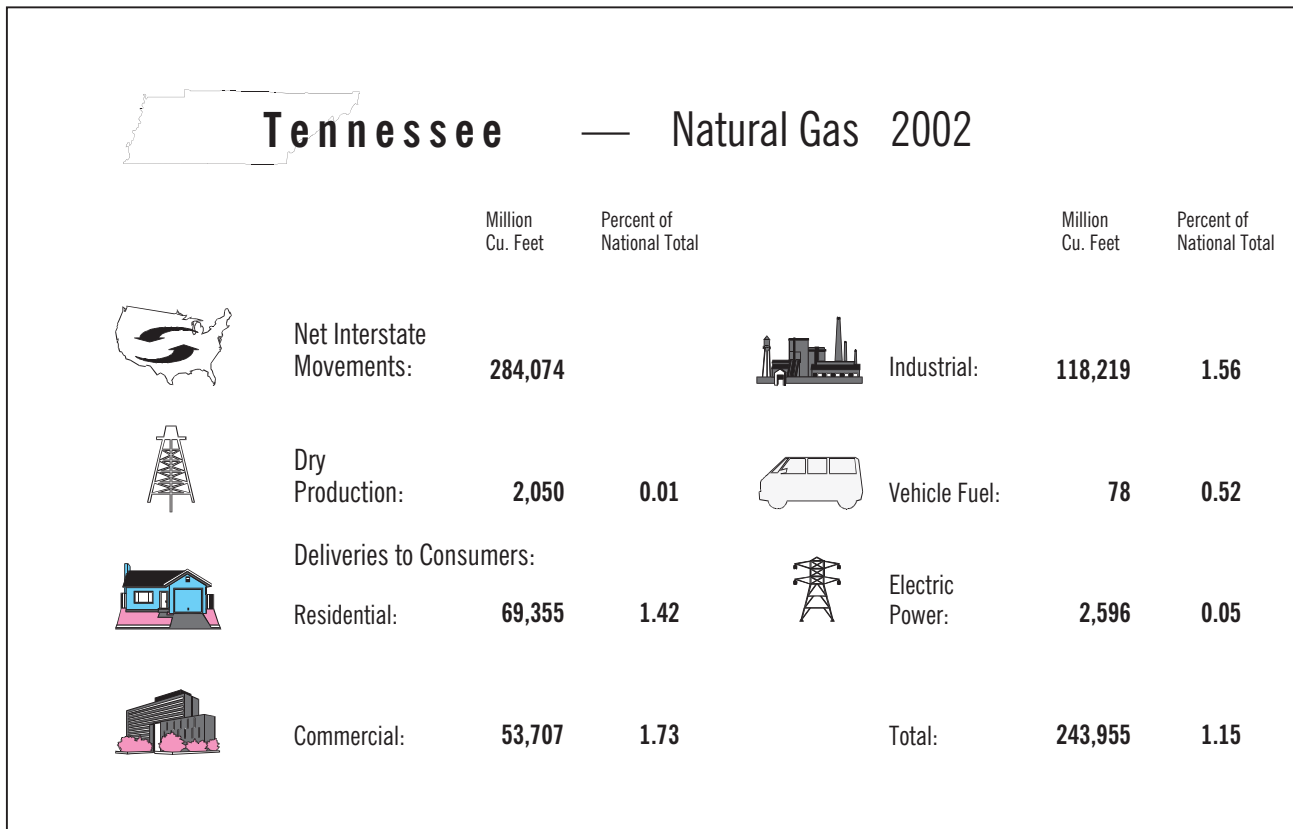 Tennessee — Natural Gas 2002
Million Cu. Feet
Percent of National Total
Million Cu. Feet
Percent of National Total
Net Interstate
Movements: 284,074
Dry
Production: 2,050 0.01
Deliveries to Consumers:
Residential: 69,355 1.42
Commercial: 53,707 1.73
Industrial: 118,219 1.56
Vehicle Fuel: 78 0.52
Electric
Power: 2,596 0.05
Total: 243,955 1.15